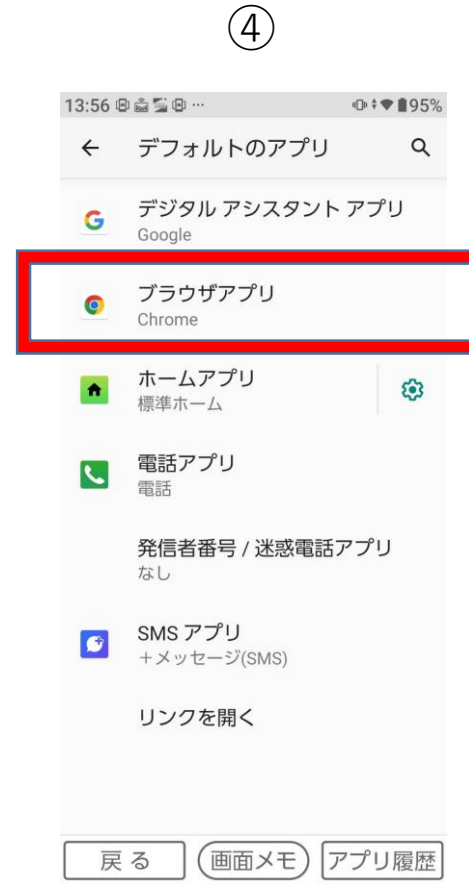 ④
13:56 … 95%
デフォルトのアプリ
デジタル アシスタント アプリ
Google
ブラウザアプリ
Chrome
ホームアプリ
標準ホーム
電話アプリ
電話
発信者番号 / 迷惑電話アプリ
なし
SMS アプリ
＋メッセージ(SMS)
リンクを開く
戻 る 画面メモ アプリ履歴